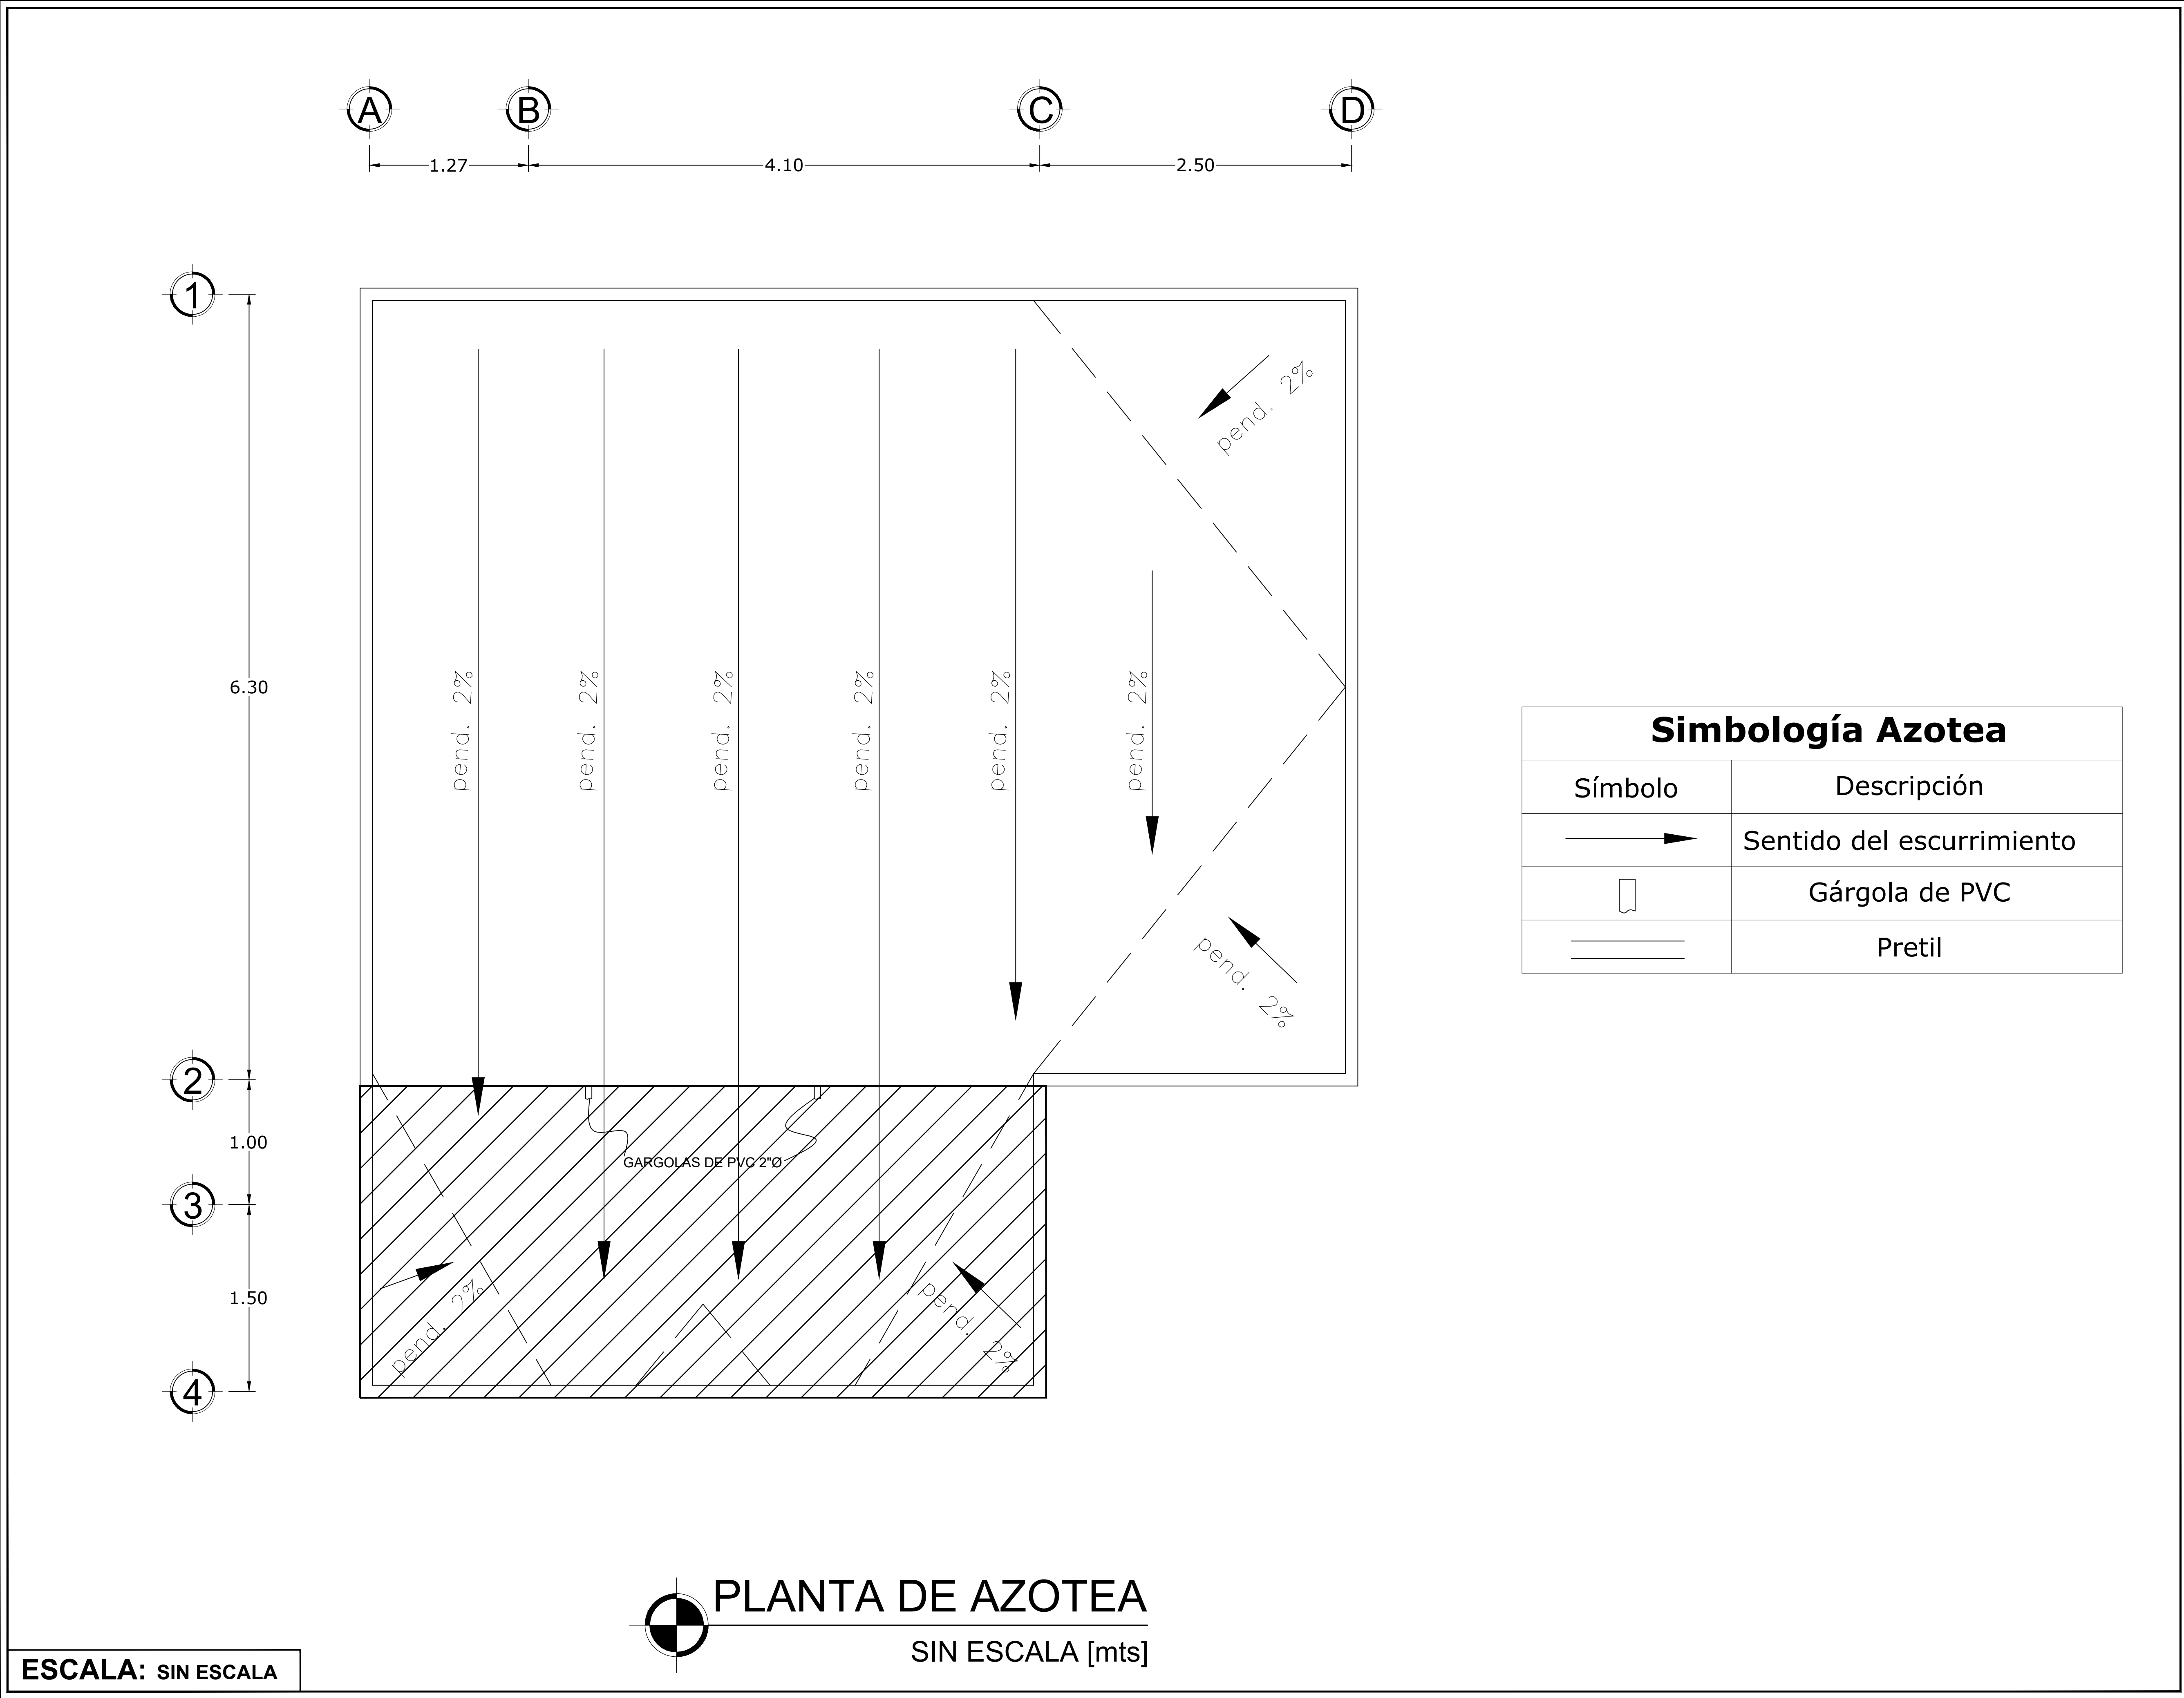 A B C D
1.27 4.10 2.50
1
pend. 2%
6.30
pend. 2% pend. 2% pend. 2% pend. 2% pend. 2% pend. 2%
Simbología Azotea
Símbolo Descripción
Sentido del escurrimiento
Gárgola de PVC
Pretil
pend. 2%
2
1.00
GARGOLAS DE PVC 2"Ø
3
1.50
pend. 2% pend. 2%
4
PLANTA DE AZOTEA
SIN ESCALA [mts]
ESCALA: SIN ESCALA